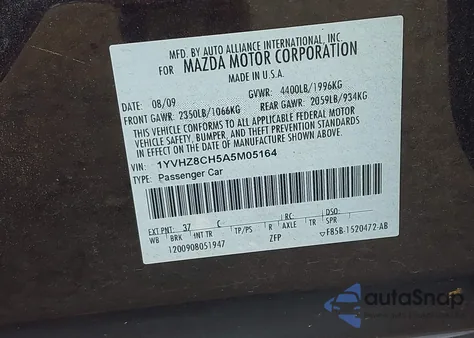 MFD. BY AUTO ALLIANCE INTERNATIONAL, INC.
FOR MAZDA MOTOR CORPORATION
MADE IN U.S.A.
DATE: 08/09 GVWR: 4400LB/1996KG
FRONT GAWR: 2350LB/1066KG REAR GAWR: 2059LB/934KG
THIS VEHICLE CONFORMS TO ALL APPLICABLE FEDERAL MOTOR
VEHICLE SAFETY, BUMPER, AND THEFT PREVENTION STANDARDS
IN EFFECT ON THE DATE OF MANUFACTURE SHOWN ABOVE.
VIN: 1YVHZ8CH5A5M05164
TYPE: Passenger Car
EXT PNT: 37 C RC: DSO:
WB BRK INT TR TP/PS R AXLE TR SPR
1200908051947 ZFP ▽F85B-1520472-AB
autoSnap